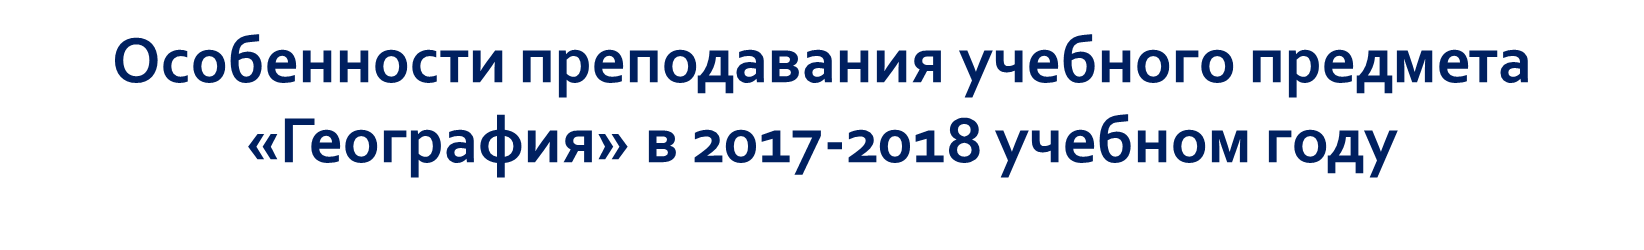 Особенности преподавания учебного предмета
«География» в 2017-2018 учебном году